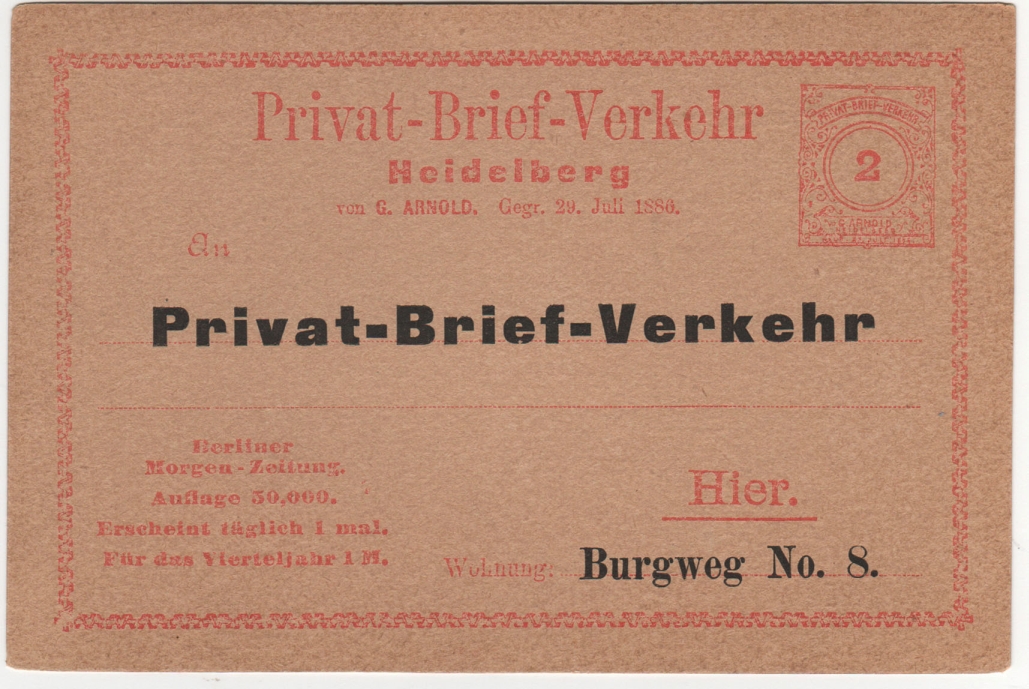 Privat-Brief-Verkehr
Heidelberg
von G. ARNOLD. Gegr. 29. Juli 1886.
PRIVAT-BRIEF-VERKEHR
2
G. ARNOLD
An
Privat-Brief-Verkehr
Berliner
Morgen-Zeitung.
Auflage 50,000.
Erscheint täglich 1 mal.
Für das Vierteljahr 1 M.
Hier.
Wohnung: Burgweg No. 8.